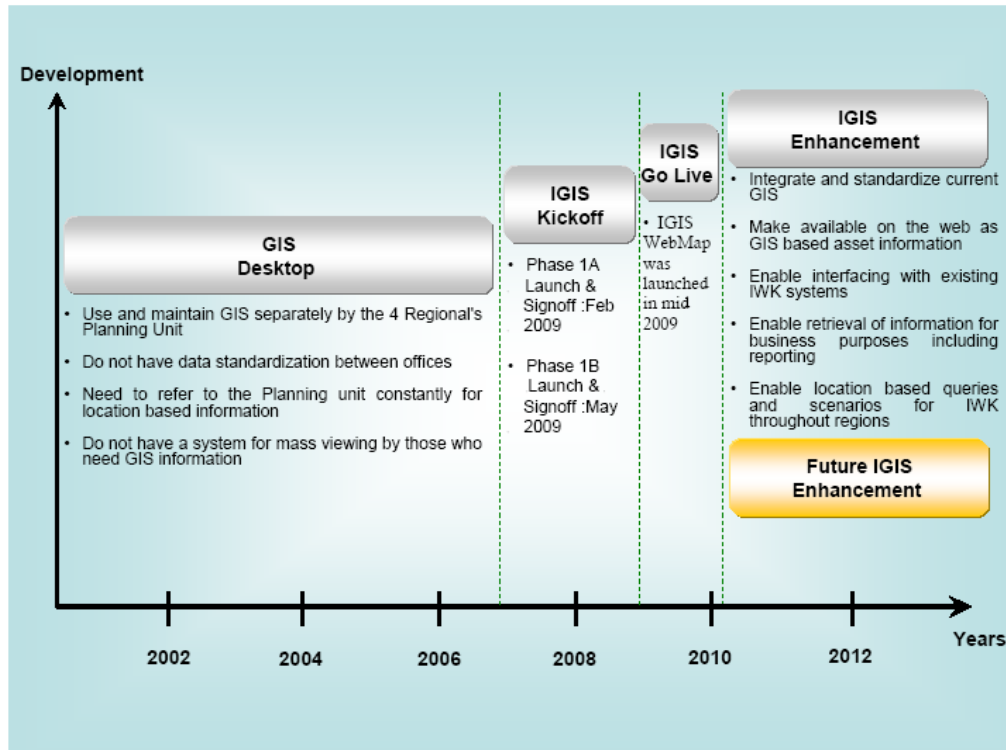 Development
GIS
Desktop
• Use and maintain GIS separately by the 4 Regional's
Planning Unit
• Do not have data standardization between offices
• Need to refer to the Planning unit constantly for
location based information
• Do not have a system for mass viewing by those who
need GIS information
IGIS
Kickoff
• Phase 1A
Launch &
Signoff :Feb
2009
• Phase 1B
Launch &
Signoff :May
2009
IGIS
Go Live
• IGIS
WebMap
was
launched
in mid
2009
IGIS
Enhancement
• Integrate and standardize current
GIS
• Make available on the web as
GIS based asset information
• Enable interfacing with existing
IWK systems
• Enable retrieval of information for
business purposes including
reporting
• Enable location based queries
and scenarios for IWK
throughout regions
Future IGIS
Enhancement
2002 2004 2006 2008 2010 2012
Years